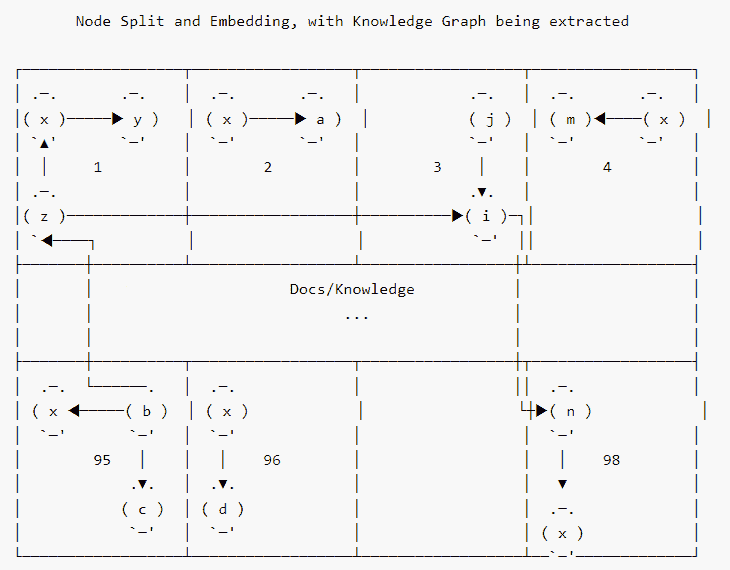 Node Split and Embedding, with Knowledge Graph being extracted
x y x a j m x
1 2 3 4
z i
Docs/Knowledge
...
x b x n
95 96 98
c d
x